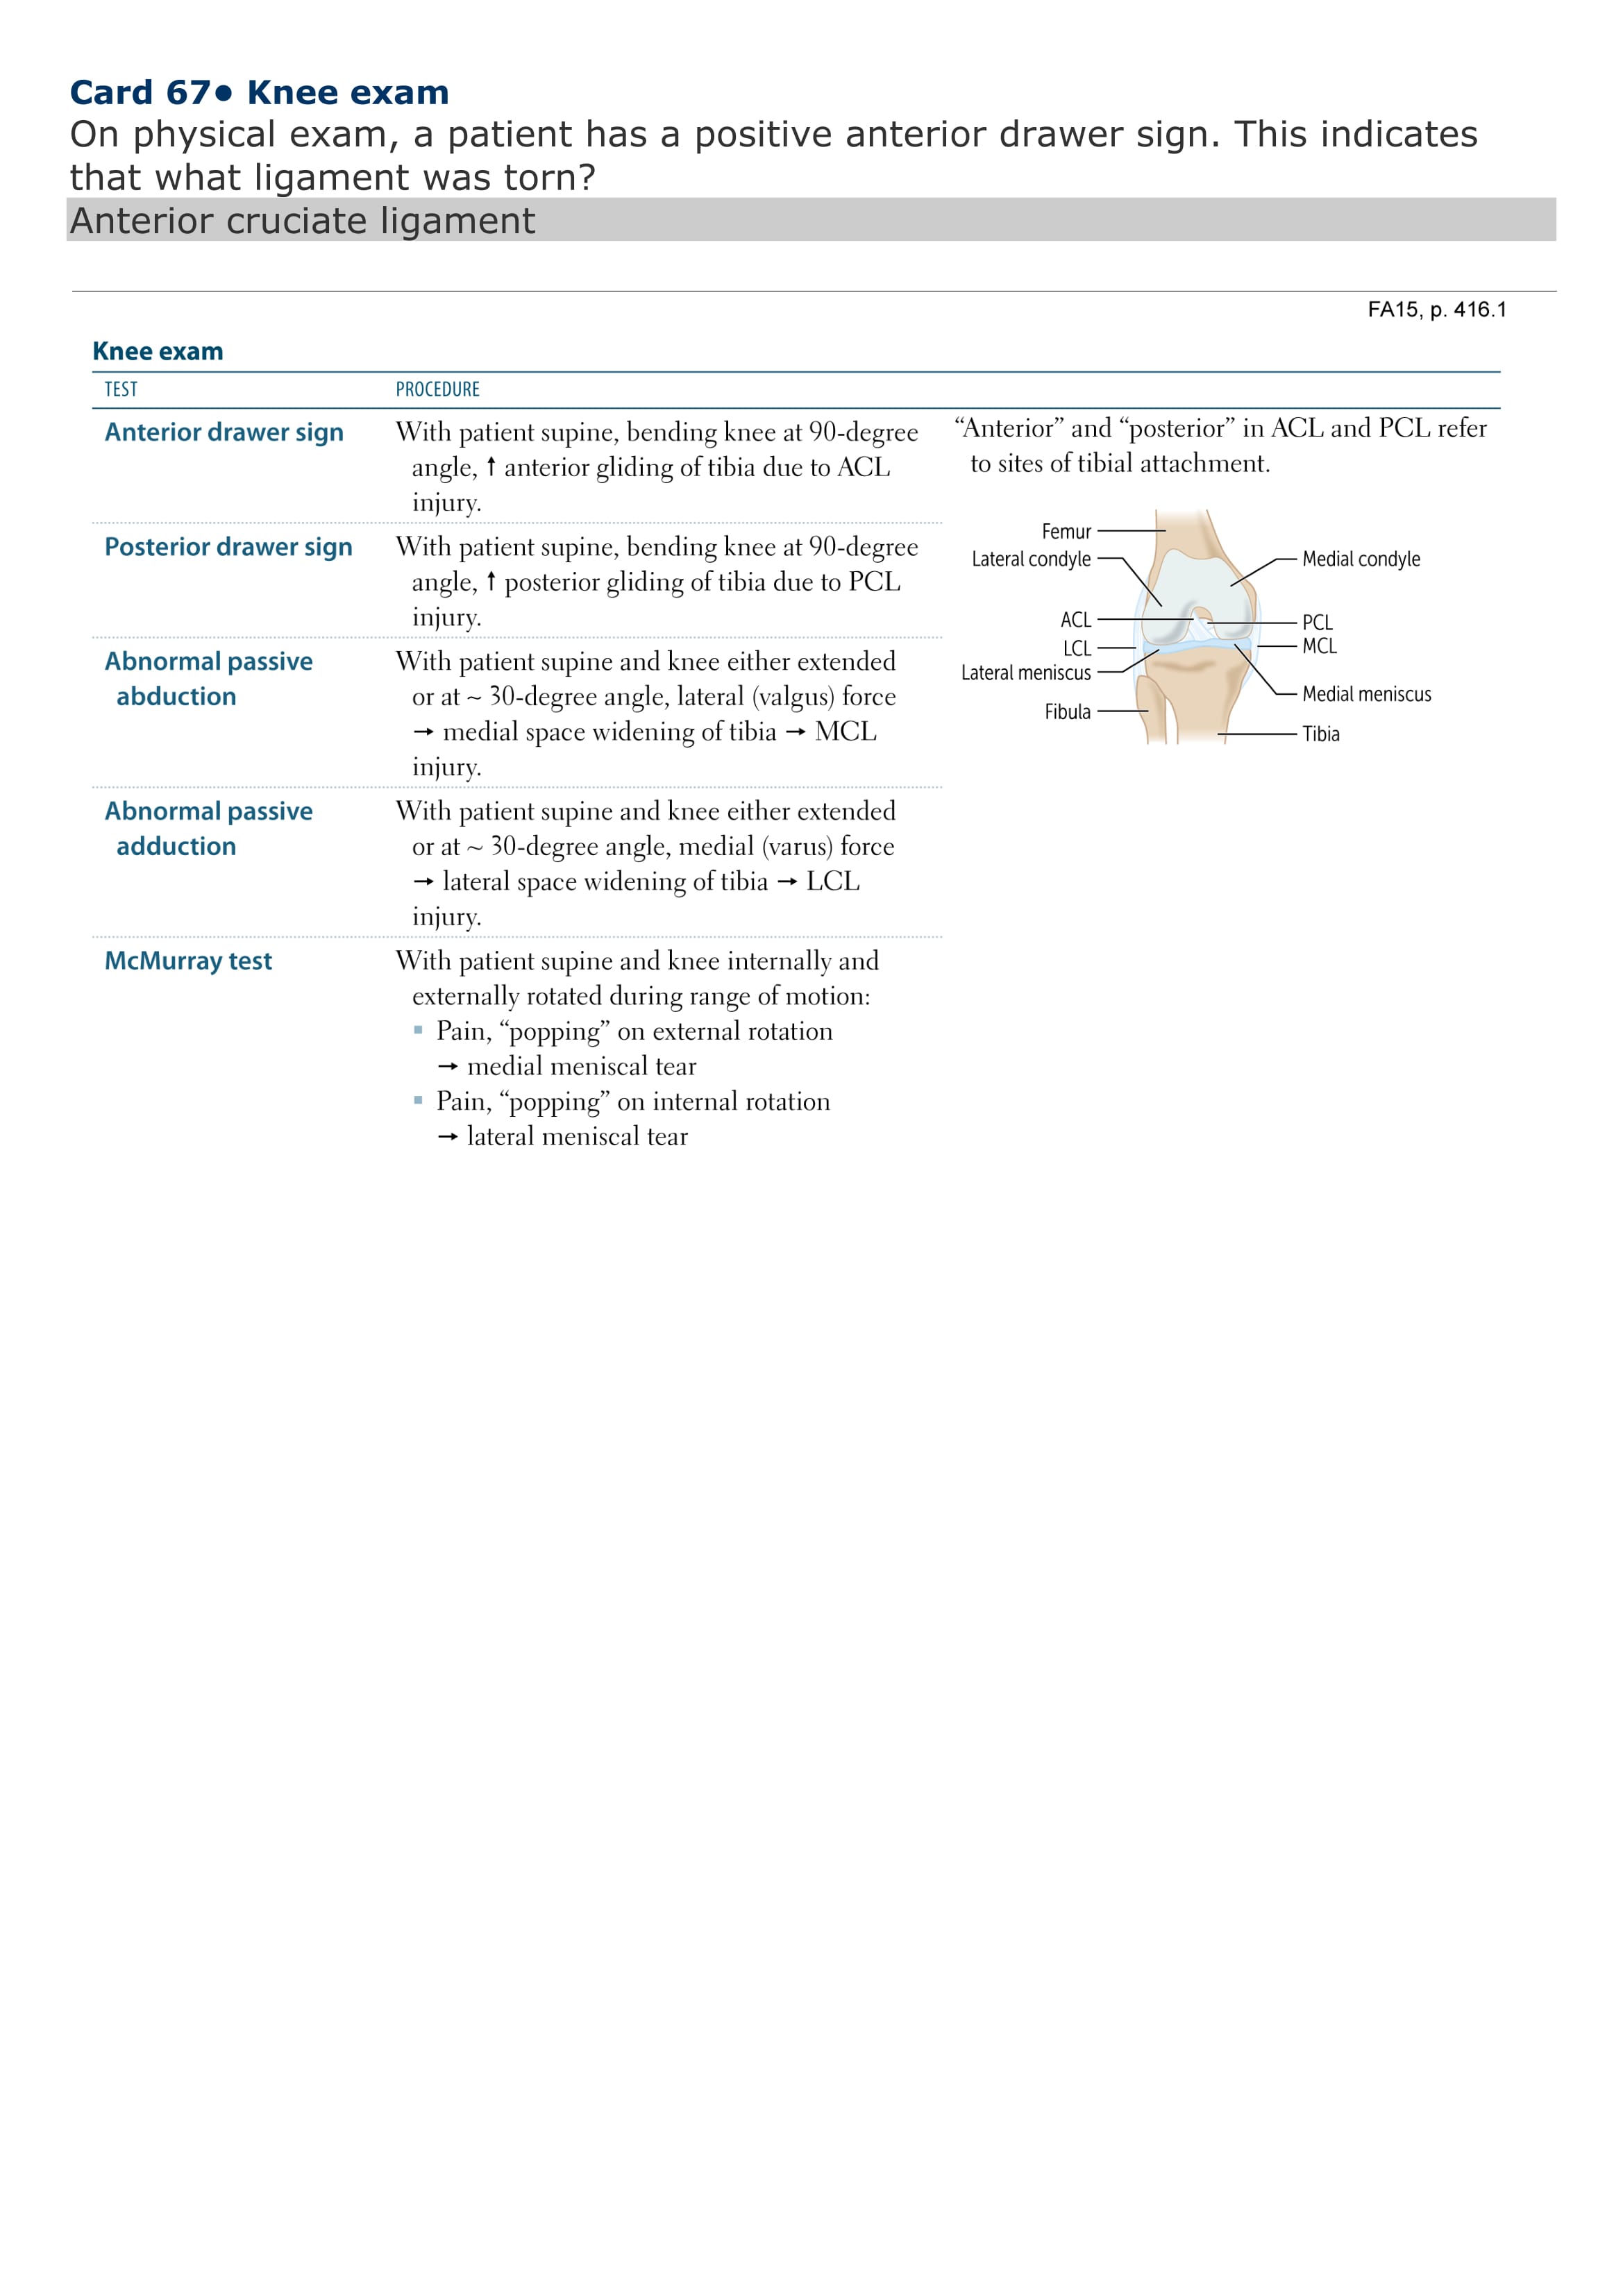 Card 67● Knee exam
On physical exam, a patient has a positive anterior drawer sign. This indicates
that what ligament was torn?
Anterior cruciate ligament
FA15, p. 416.1
Knee exam
TEST PROCEDURE
Anterior drawer sign
With patient supine, bending knee at 90-degree
angle, ↑ anterior gliding of tibia due to ACL
injury.
Posterior drawer sign
With patient supine, bending knee at 90-degree
angle, ↑ posterior gliding of tibia due to PCL
injury.
Abnormal passive
abduction
With patient supine and knee either extended
or at ~ 30-degree angle, lateral (valgus) force
→ medial space widening of tibia → MCL
injury.
Abnormal passive
adduction
With patient supine and knee either extended
or at ~ 30-degree angle, medial (varus) force
→ lateral space widening of tibia → LCL
injury.
McMurray test
With patient supine and knee internally and
externally rotated during range of motion:
▪ Pain, “popping” on external rotation
→ medial meniscal tear
▪ Pain, “popping” on internal rotation
→ lateral meniscal tear
“Anterior” and “posterior” in ACL and PCL refer
to sites of tibial attachment.
Femur
Lateral condyle
ACL
LCL
Lateral meniscus
Fibula
Medial condyle
PCL
MCL
Medial meniscus
Tibia